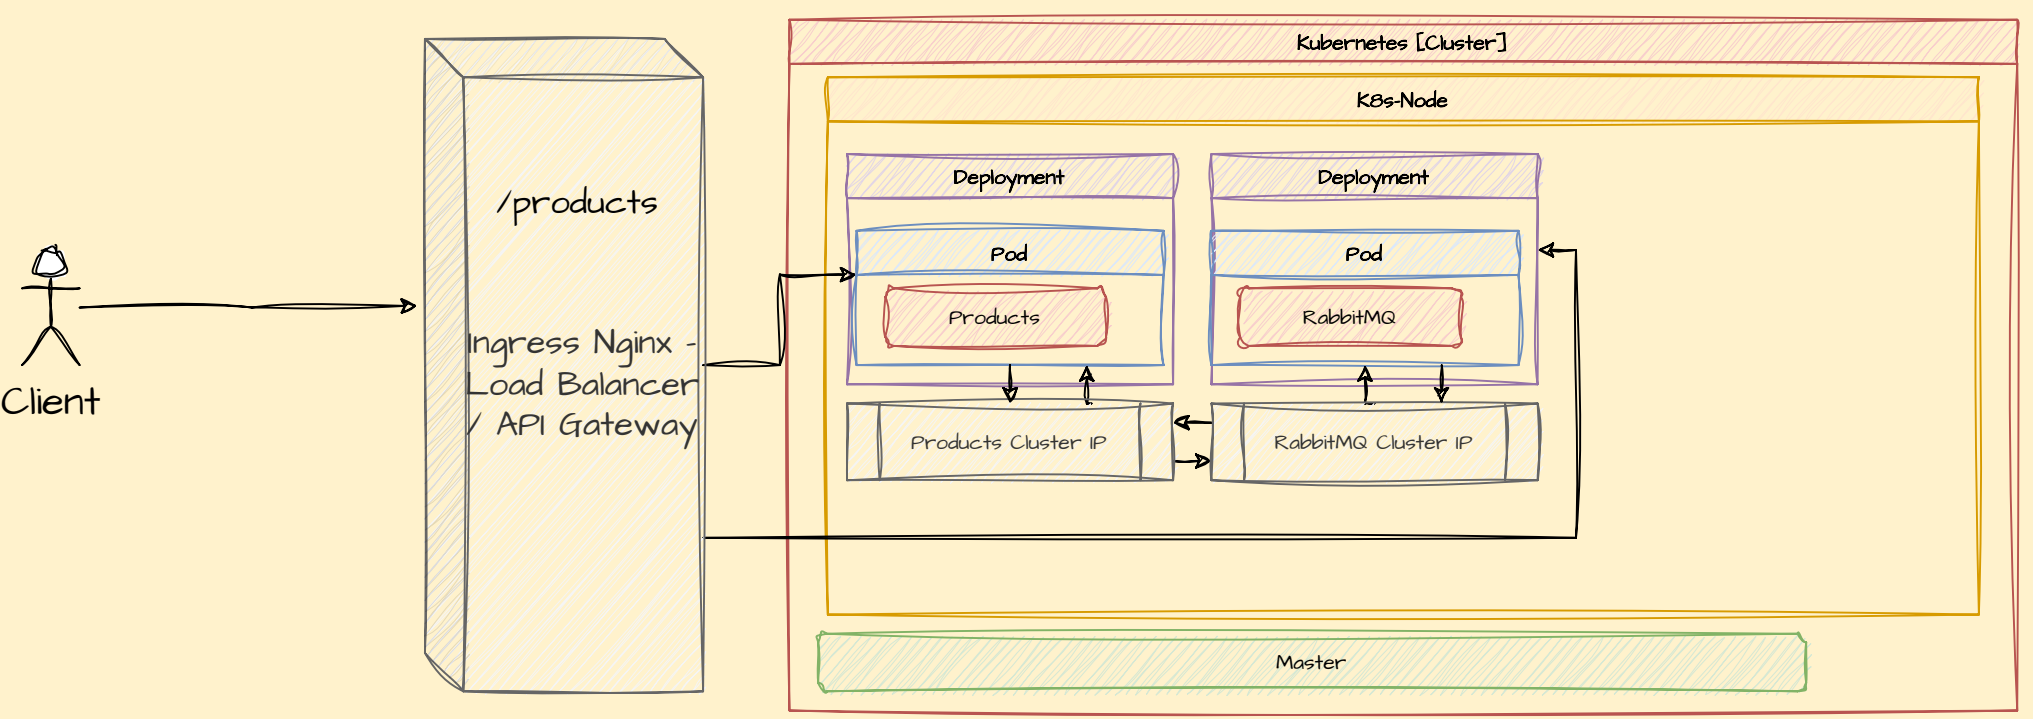 Kubernetes [Cluster]
K8s-Node
Deployment
Deployment
/products
Pod
Pod
Products
RabbitMQ
Ingress Nginx -
Load Balancer
/ API Gateway
Client
Products Cluster IP
RabbitMQ Cluster IP
Master